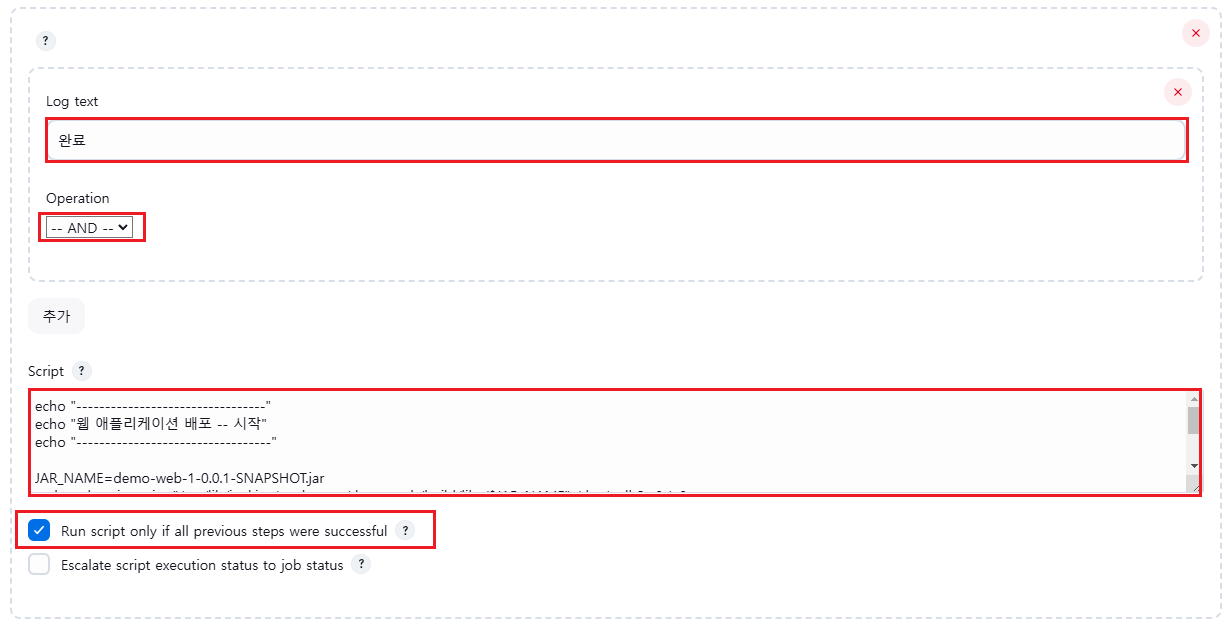 ?
×
×
Log text
완료
Operation
-- AND --
추가
Script ?
echo "---------------------------------"
echo "웹 애플리케이션 배포 -- 시작"
echo "----------------------------------"
JAR_NAME=demo-web-1-0.0.1-SNAPSHOT.jar
Run script only if all previous steps were successful ?
Escalate script execution status to job status ?